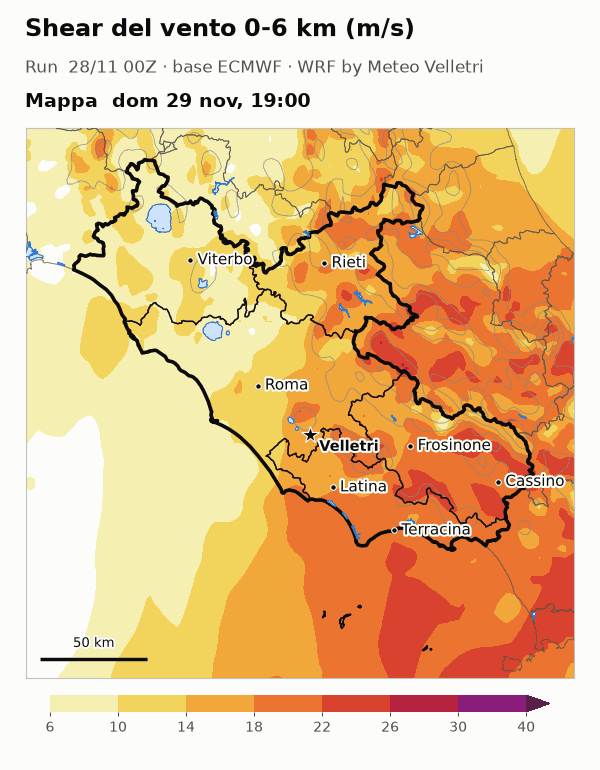 Shear del vento 0-6 km (m/s)
Run  28/11 00Z · base ECMWF · WRF by Meteo Velletri
Mappa  dom 29 nov, 19:00
Viterbo
Rieti
Roma
Velletri
Frosinone
Cassino
Latina
Terracina
50 km
6 10 14 18 22 26 30 40